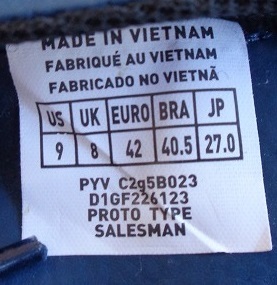 MADE IN VIETNAM
FABRIQUÉ AU VIETNAM
FABRICADO NO VIETNÃ
US UK EURO BRA JP
9 8 42 40.5 27.0
PYV C2g5B023
D1GF226123
PROTO TYPE
SALESMAN